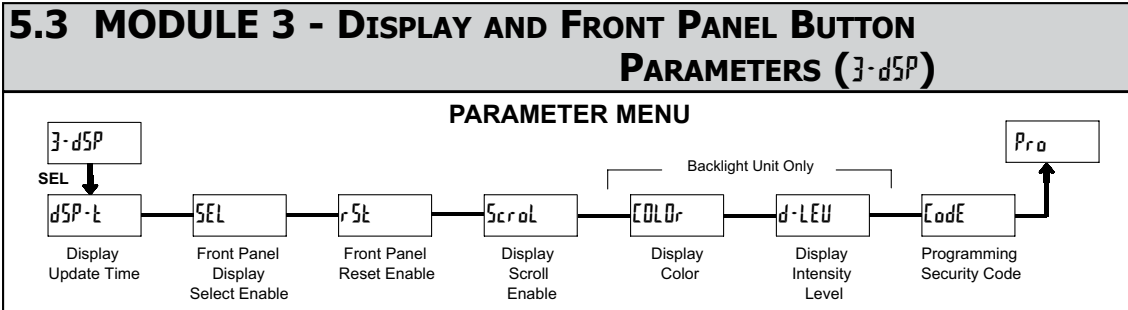 5.3 MODULE 3 - DISPLAY AND FRONT PANEL BUTTON
PARAMETERS (3-dSP)
PARAMETER MENU
3-dSP
Pro
Backlight Unit Only
SEL
dSP-t
SEL
rSt
ScroL
COLOr
d-LEV
CodE
Display
Update Time
Front Panel
Display
Select Enable
Front Panel
Reset Enable
Display
Scroll
Enable
Display
Color
Display
Intensity
Level
Programming
Security Code